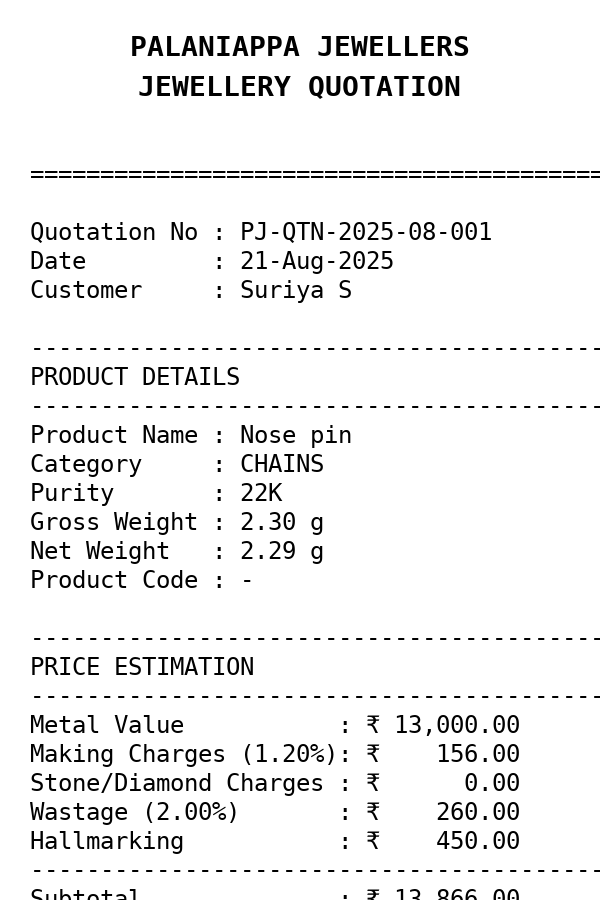 PALANIAPPA JEWELLERS
JEWELLERY QUOTATION
=========================================
Quotation No : PJ-QTN-2025-08-001
Date         : 21-Aug-2025
Customer     : Suriya S
-----------------------------------------
PRODUCT DETAILS
-----------------------------------------
Product Name : Nose pin
Category     : CHAINS
Purity       : 22K
Gross Weight : 2.30 g
Net Weight   : 2.29 g
Product Code : -
-----------------------------------------
PRICE ESTIMATION
-----------------------------------------
Metal Value           : ₹ 13,000.00
Making Charges (1.20%): ₹    156.00
Stone/Diamond Charges : ₹      0.00
Wastage (2.00%)       : ₹    260.00
Hallmarking           : ₹    450.00
-----------------------------------------
Subtotal              : ₹ 13,866.00